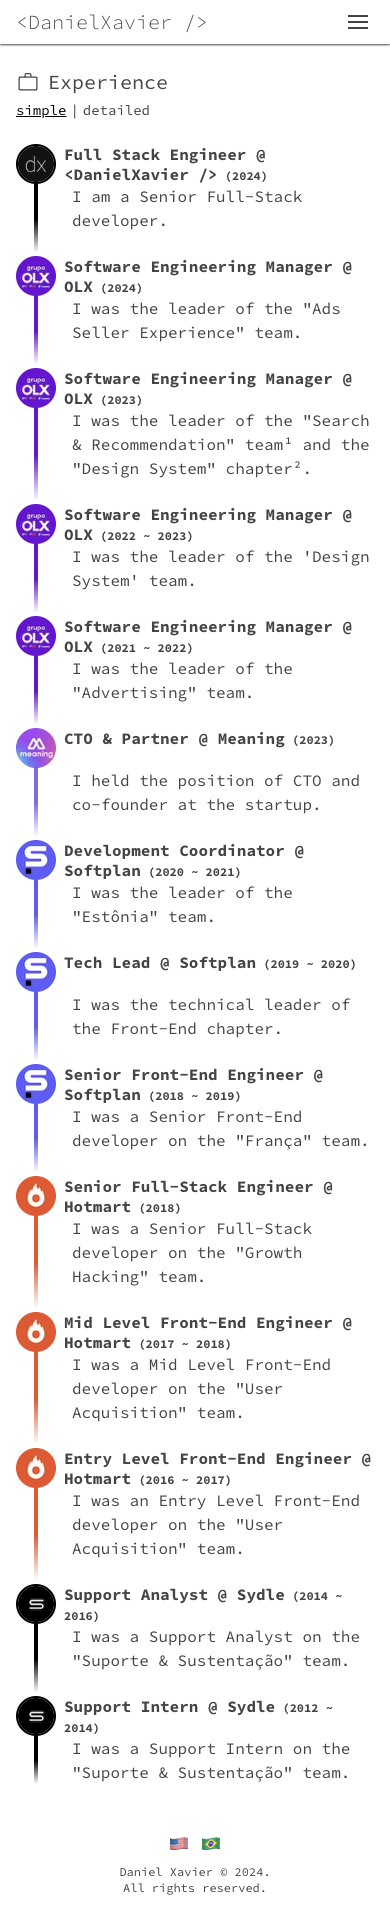 <DanielXavier />
Experience
simple | detailed
dx
Full Stack Engineer @
<DanielXavier /> (2024)
I am a Senior Full-Stack
developer.
grupo
OLX
Software Engineering Manager @
OLX (2024)
I was the leader of the "Ads
Seller Experience" team.
grupo
OLX
Software Engineering Manager @
OLX (2023)
I was the leader of the "Search
& Recommendation" team¹ and the
"Design System" chapter².
grupo
OLX
Software Engineering Manager @
OLX (2022 ~ 2023)
I was the leader of the 'Design
System' team.
grupo
OLX
Software Engineering Manager @
OLX (2021 ~ 2022)
I was the leader of the
"Advertising" team.
meaning
CTO & Partner @ Meaning (2023)
I held the position of CTO and
co-founder at the startup.
Development Coordinator @
Softplan (2020 ~ 2021)
I was the leader of the
"Estônia" team.
Tech Lead @ Softplan (2019 ~ 2020)
I was the technical leader of
the Front-End chapter.
Senior Front-End Engineer @
Softplan (2018 ~ 2019)
I was a Senior Front-End
developer on the "França" team.
Senior Full-Stack Engineer @
Hotmart (2018)
I was a Senior Full-Stack
developer on the "Growth
Hacking" team.
Mid Level Front-End Engineer @
Hotmart (2017 ~ 2018)
I was a Mid Level Front-End
developer on the "User
Acquisition" team.
Entry Level Front-End Engineer @
Hotmart (2016 ~ 2017)
I was an Entry Level Front-End
developer on the "User
Acquisition" team.
Support Analyst @ Sydle (2014 ~
2016)
I was a Support Analyst on the
"Suporte & Sustentação" team.
Support Intern @ Sydle (2012 ~
2014)
I was a Support Intern on the
"Suporte & Sustentação" team.
Daniel Xavier © 2024.
All rights reserved.